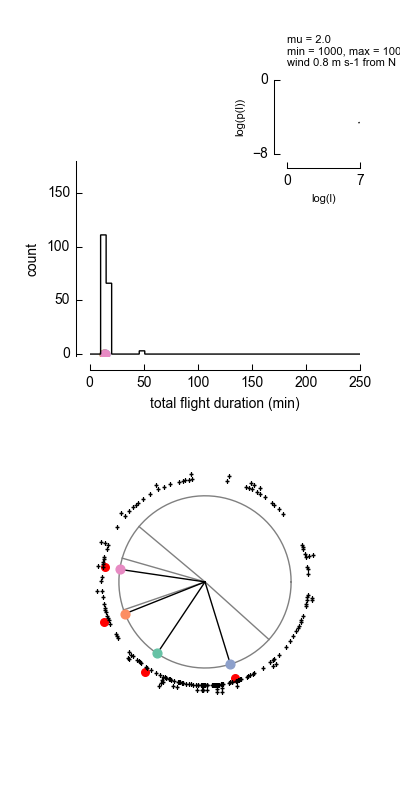 mu = 2.0
min = 1000, max = 100
wind 0.8 m s-1 from N
0
log(p(l))
−8
0 7
log(l)
150
count
100
50
0
0 50 100 150 200 250
total flight duration (min)